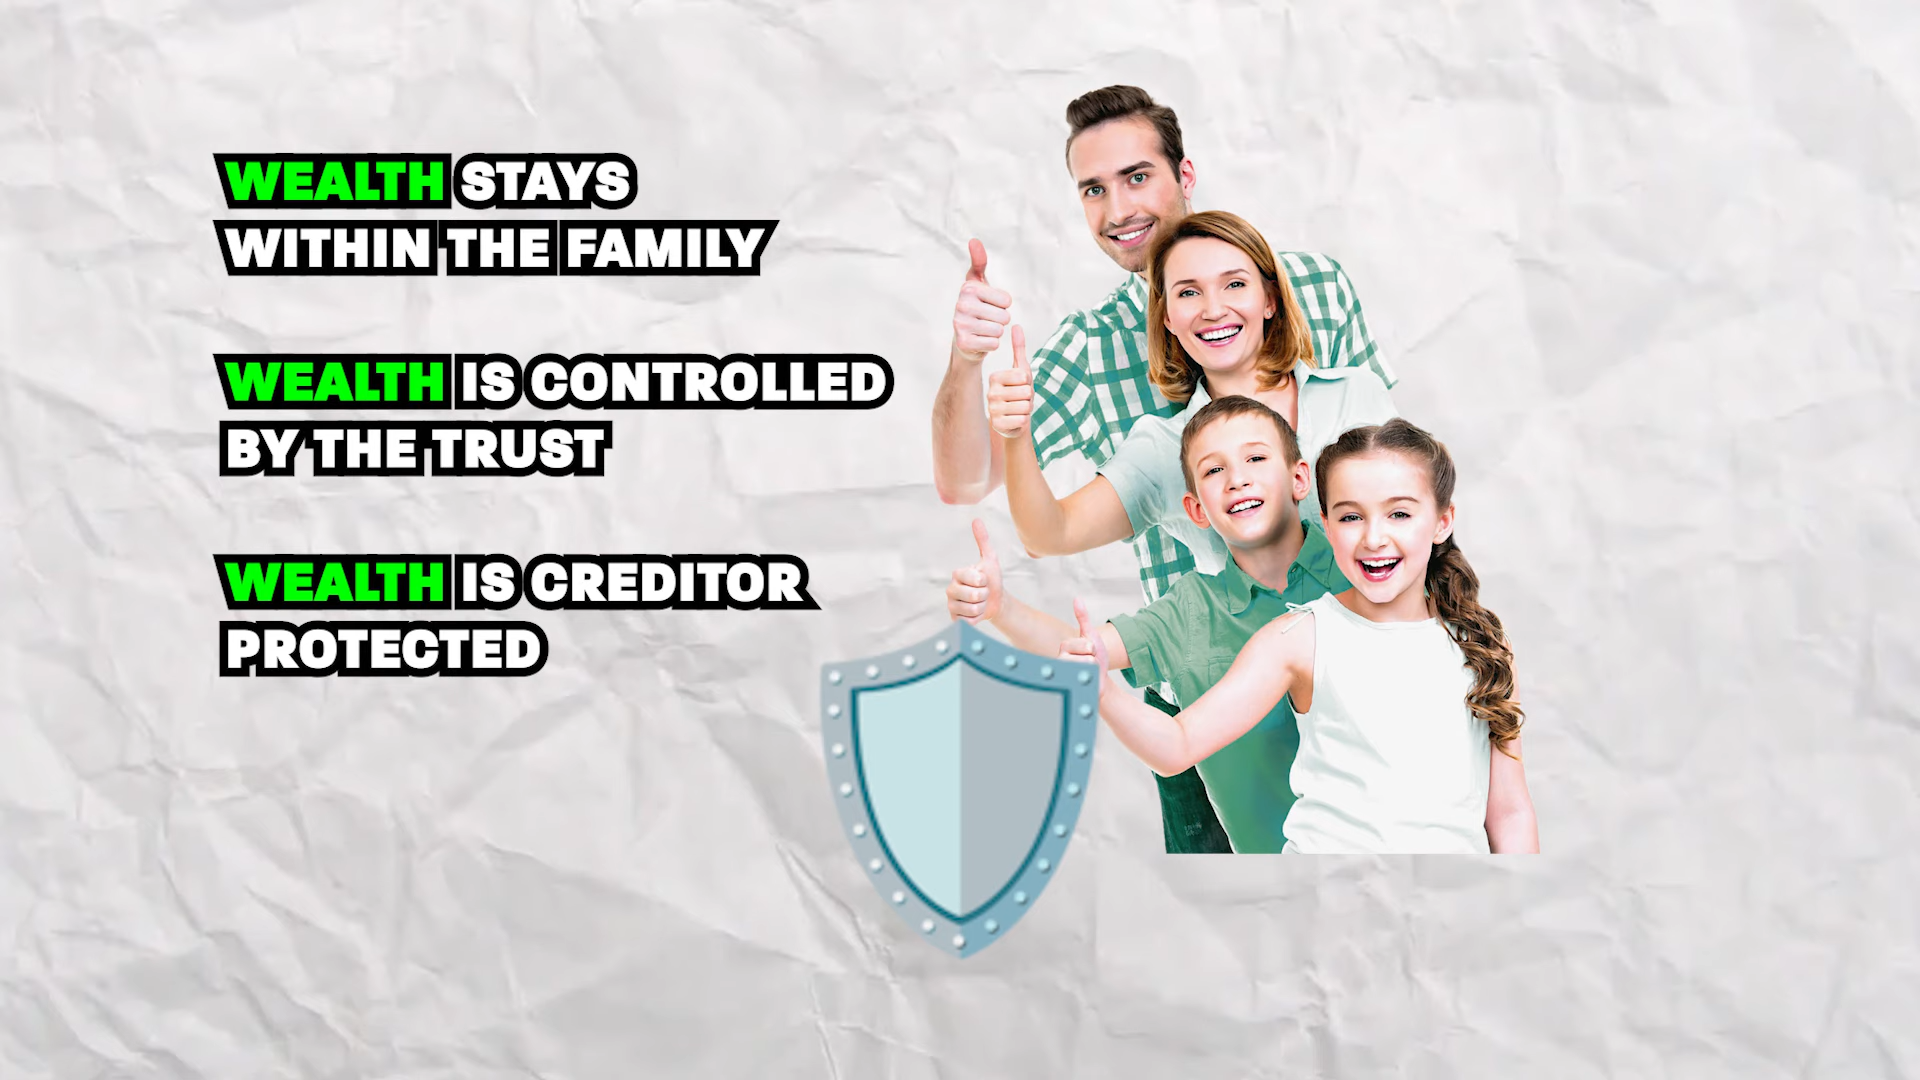 WEALTH STAYS
WITHIN THE FAMILY
WEALTH IS CONTROLLED
BY THE TRUST
WEALTH IS CREDITOR
PROTECTED